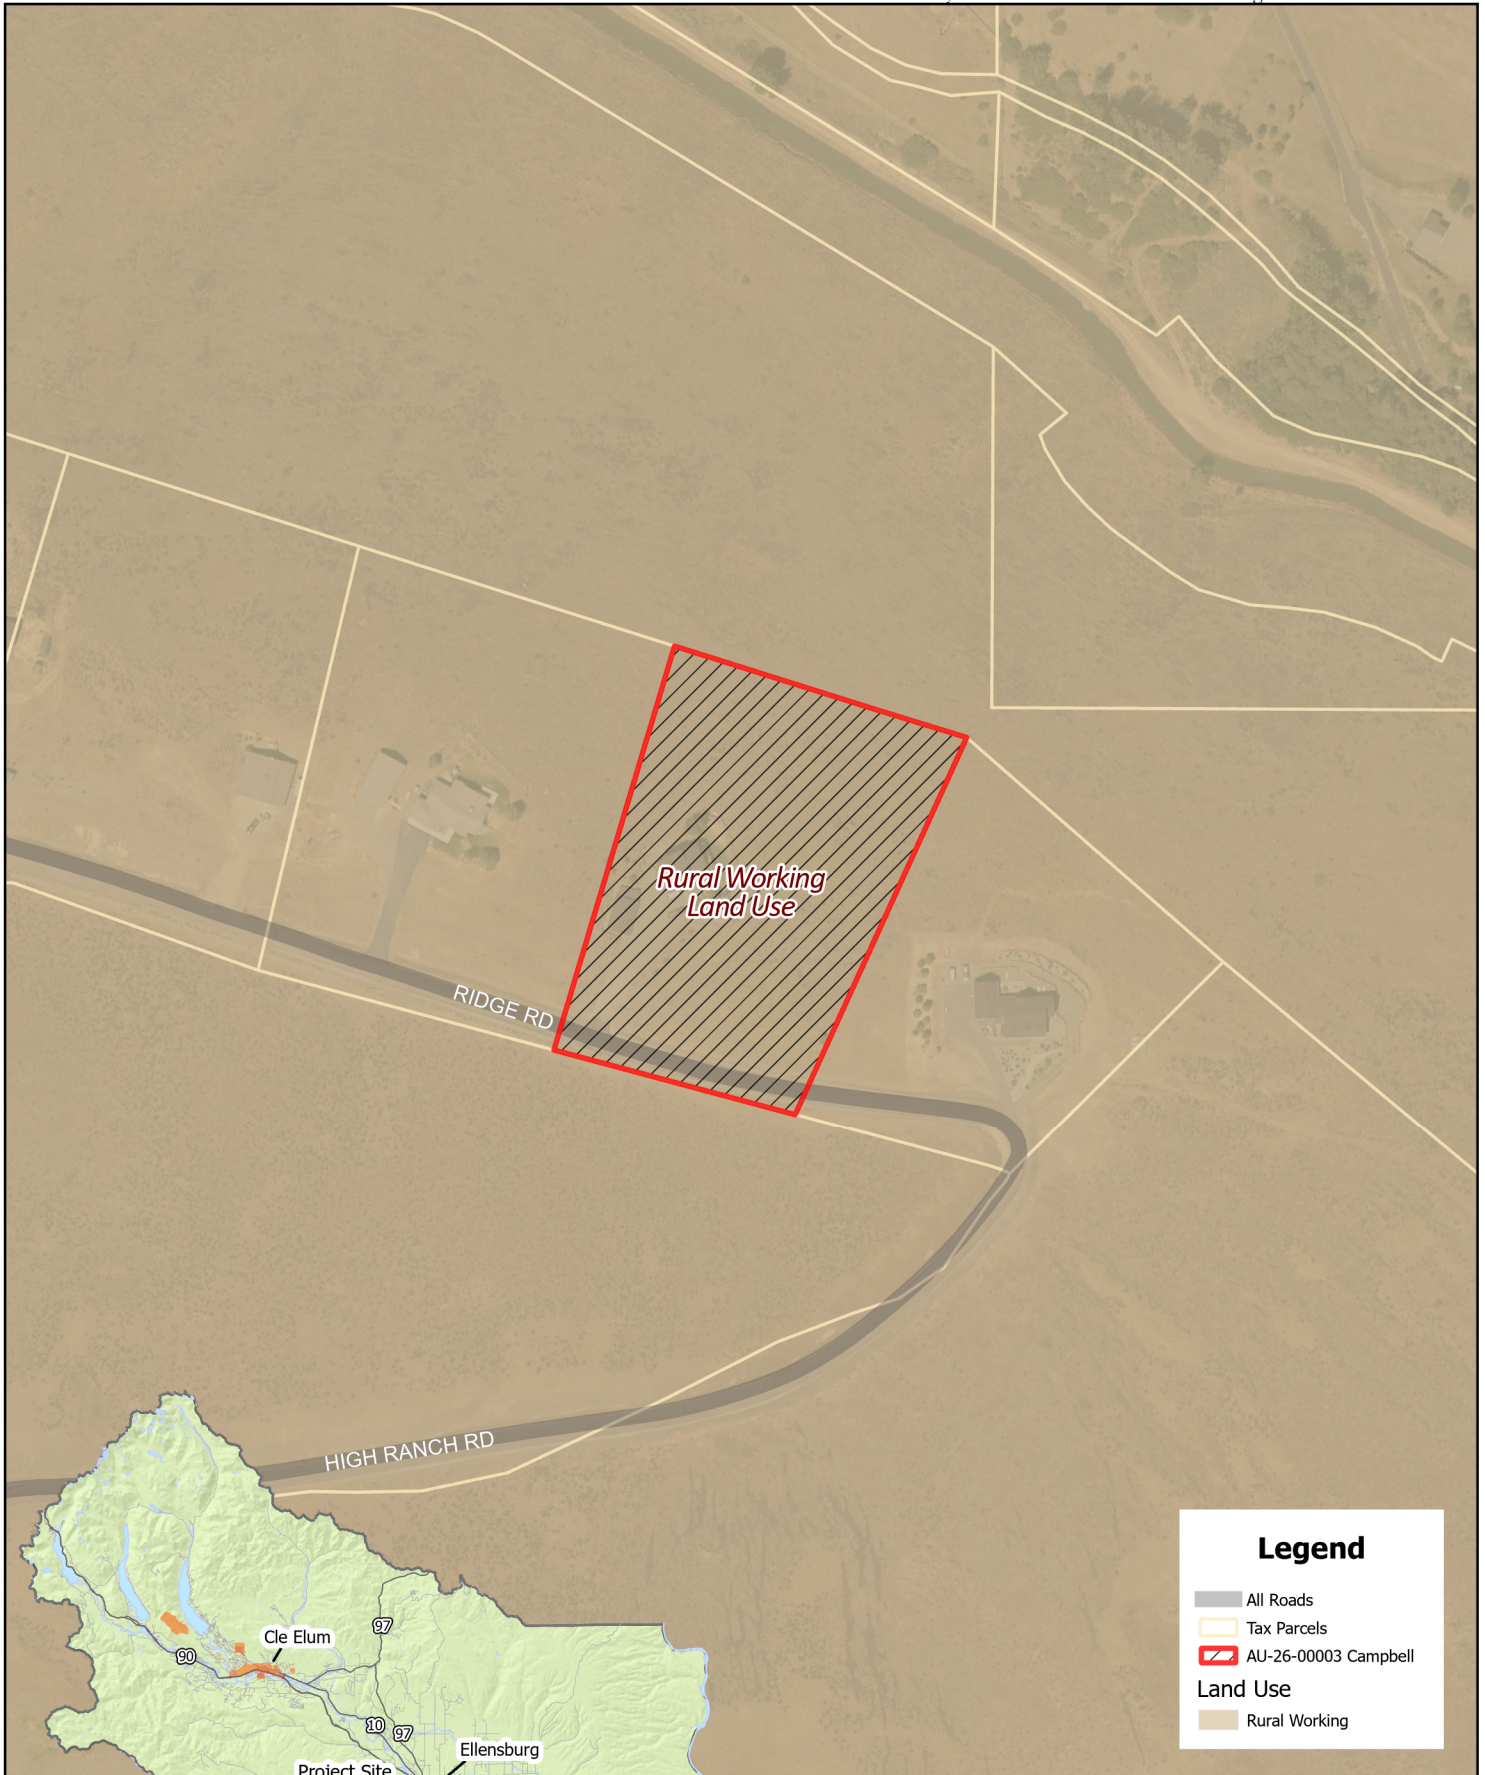 Rural Working
Land Use
RIDGE RD
HIGH RANCH RD
97
Cle Elum
90
10
97
Ellensburg
Project Site
Legend
All Roads
Tax Parcels
AU-26-00003 Campbell
Land Use
Rural Working